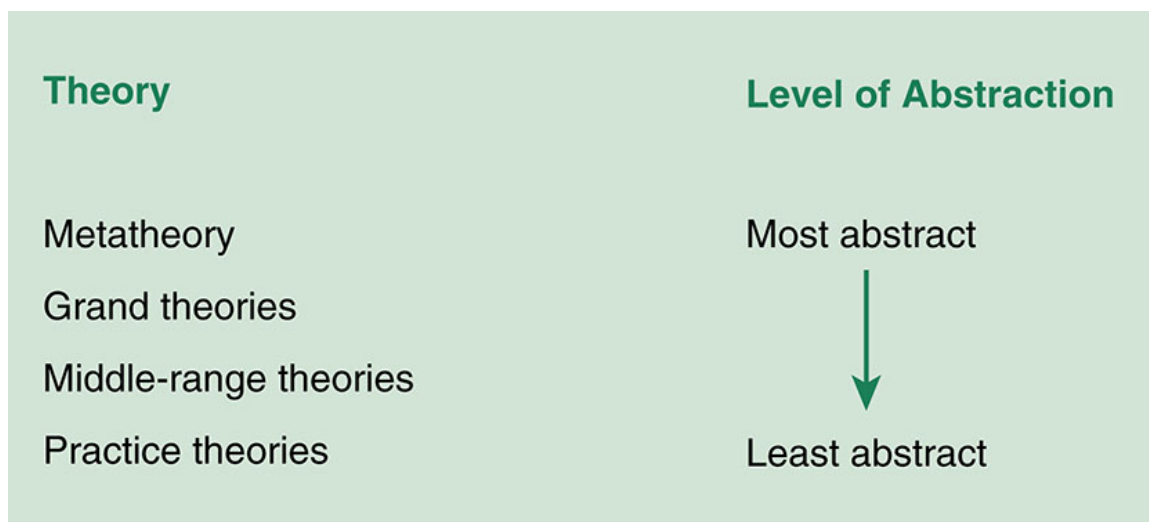 Theory Level of Abstraction
Metatheory Most abstract
Grand theories
Middle-range theories
Practice theories Least abstract